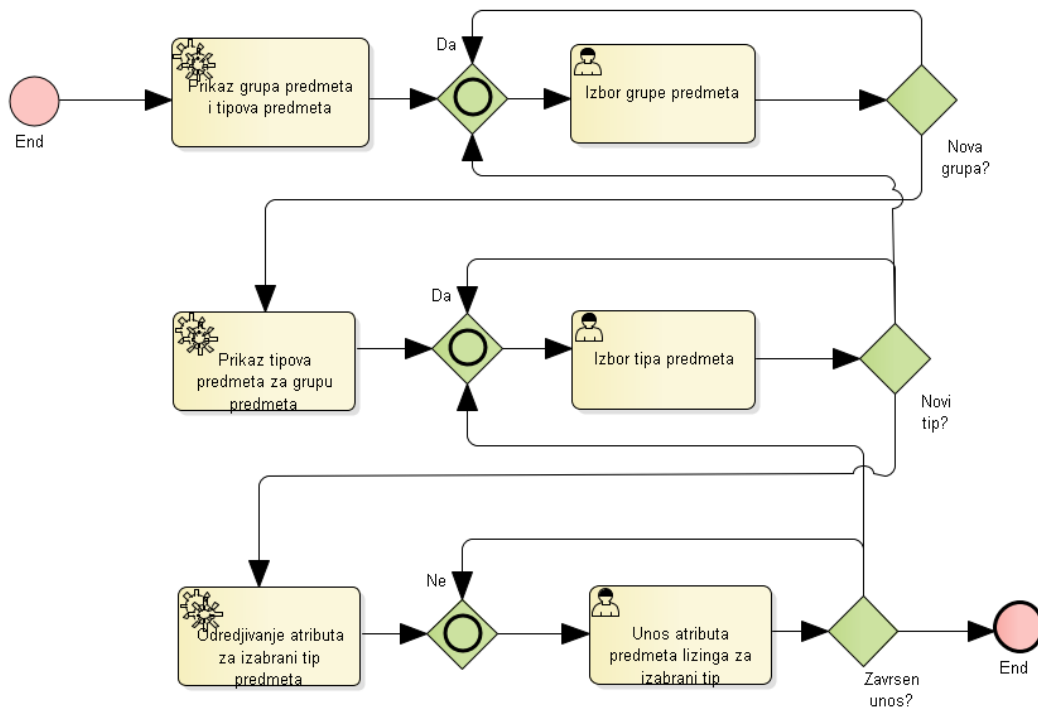 Da
Prikaz grupa predmeta
i tipova predmeta
Izbor grupe predmeta
End
Nova
grupa?
Da
Prikaz tipova
predmeta za grupu
predmeta
Izbor tipa predmeta
Novi
tip?
Ne
Odredjivanje atributa
za izabrani tip
predmeta
Unos atributa
predmeta lizinga za
izabrani tip
Zavrsen
unos?
End